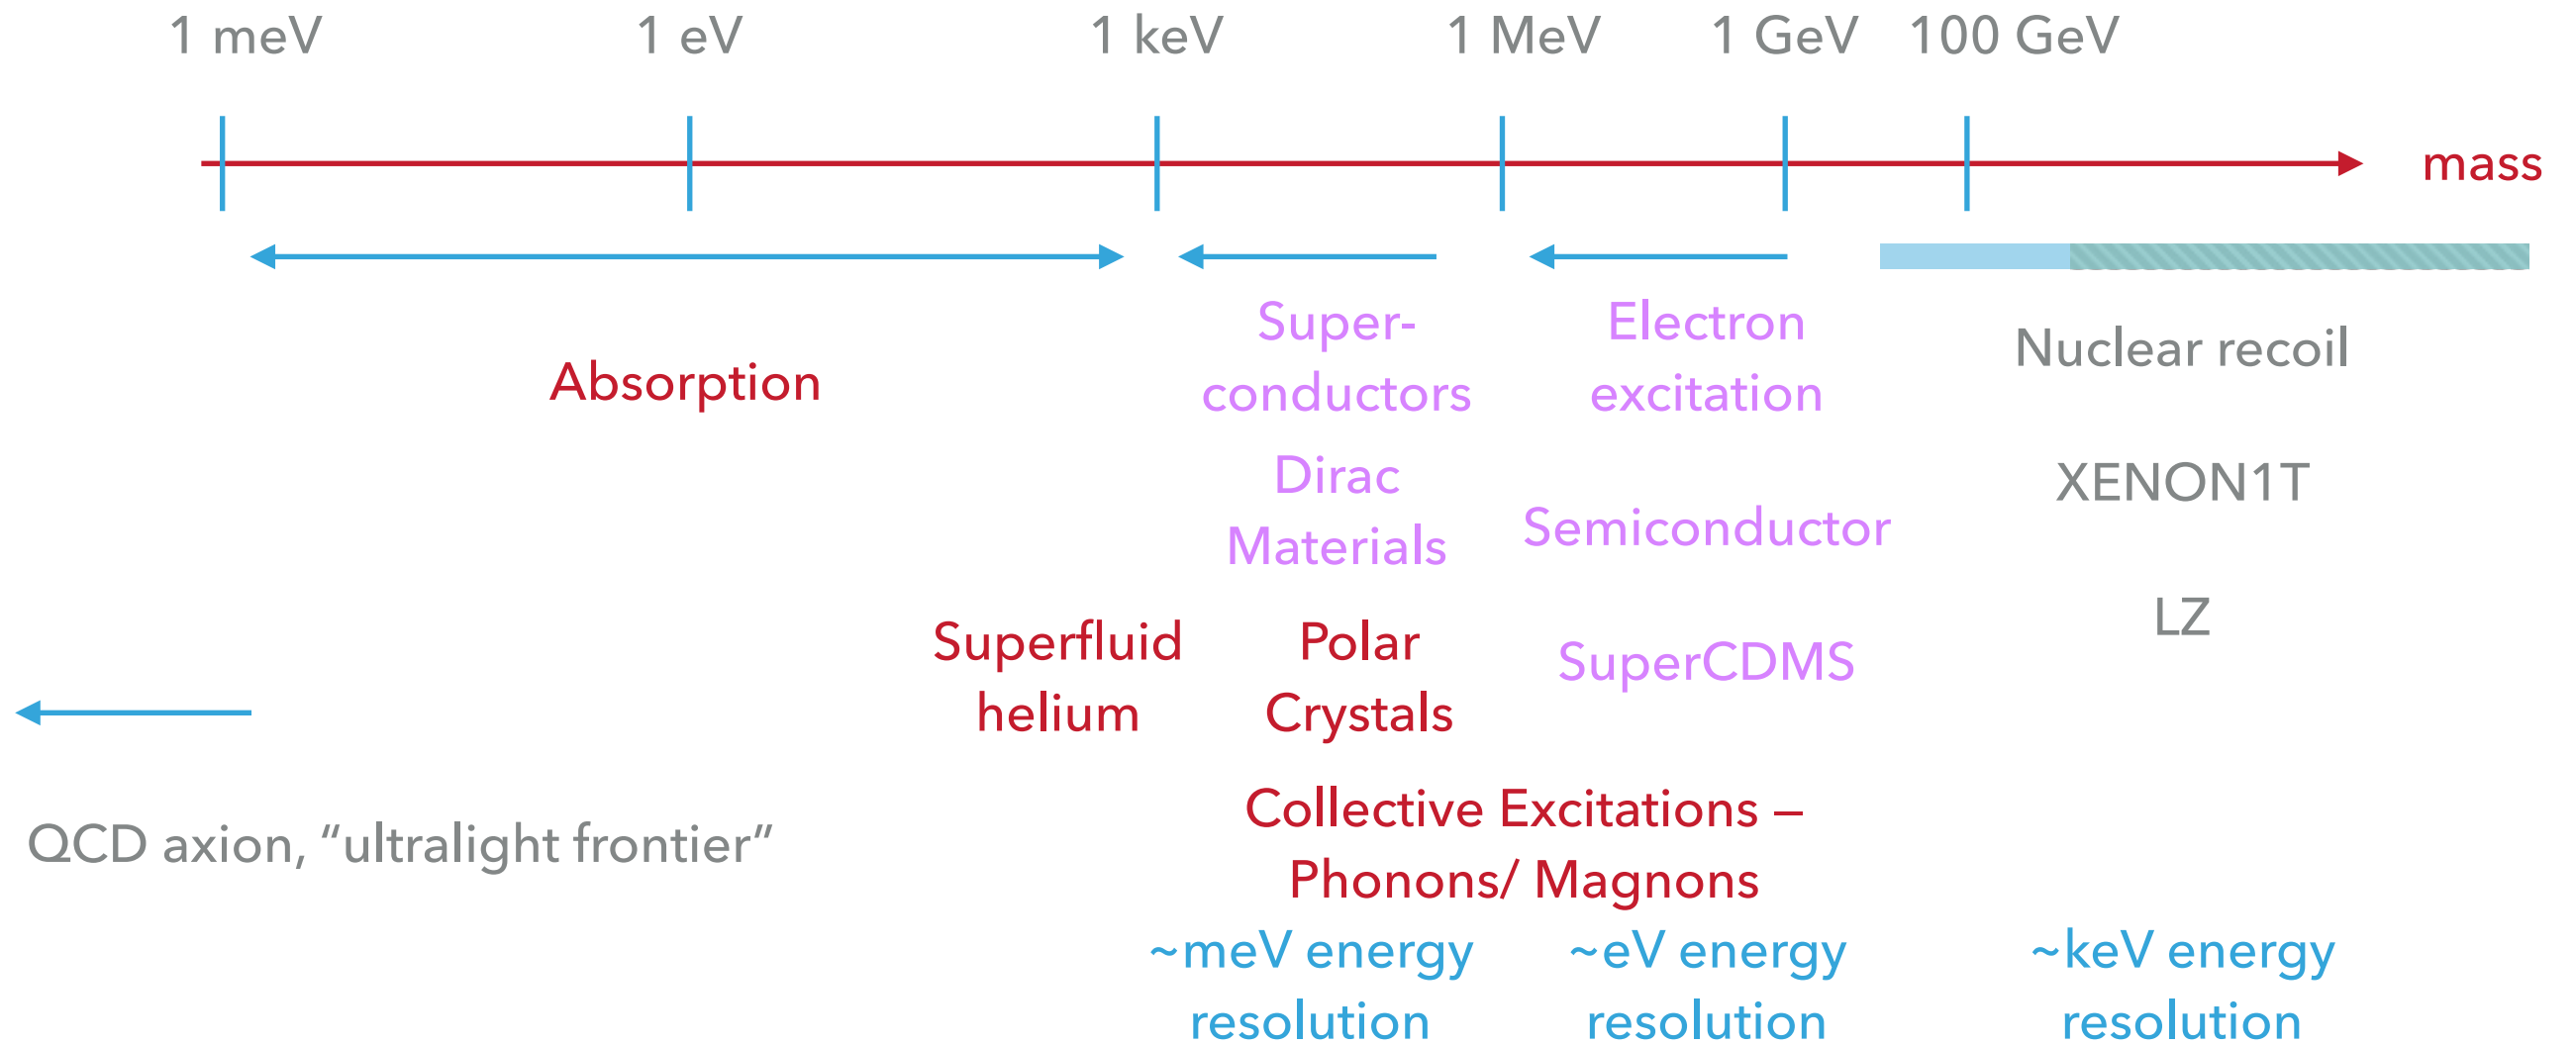 1 meV
1 eV
1 keV
1 MeV
1 GeV
100 GeV
mass
Absorption
Super-
conductors
Dirac
Materials
Electron
excitation
Semiconductor
SuperCDMS
Nuclear recoil
XENON1T
LZ
Superfluid
helium
Polar
Crystals
QCD axion, “ultralight frontier”
Collective Excitations –
Phonons/ Magnons
~meV energy
resolution
~eV energy
resolution
~keV energy
resolution